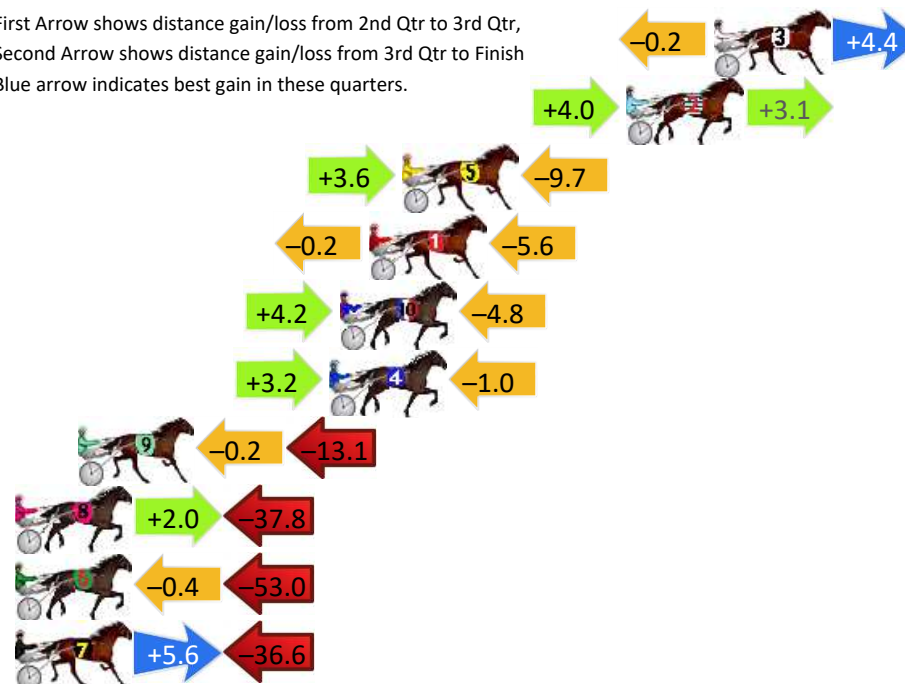 First Arrow shows distance gain/loss from 2nd Qtr to 3rd Qtr,
Second Arrow shows distance gain/loss from 3rd Qtr to Finish
Blue arrow indicates best gain in these quarters.
–0.2 3 +4.4
+4.0 2 +3.1
+3.6 5 –9.7
–0.2 1 –5.6
+4.2 10 –4.8
+3.2 4 –1.0
9 –0.2 –13.1
8 +2.0 –37.8
6 –0.4 –53.0
7 +5.6 –36.6